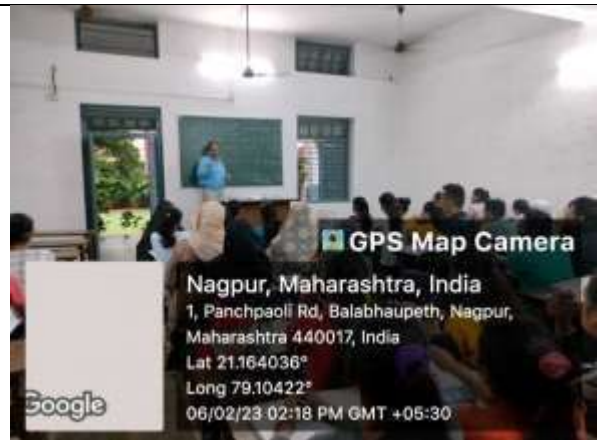 GPS Map Camera
Nagpur, Maharashtra, India
1, Panchpaoli Rd, Balabhaupeth, Nagpur,
Maharashtra 440017, India
Lat 21.164036°
Long 79.10422°
06/02/23 02:18 PM GMT +05:30
Google